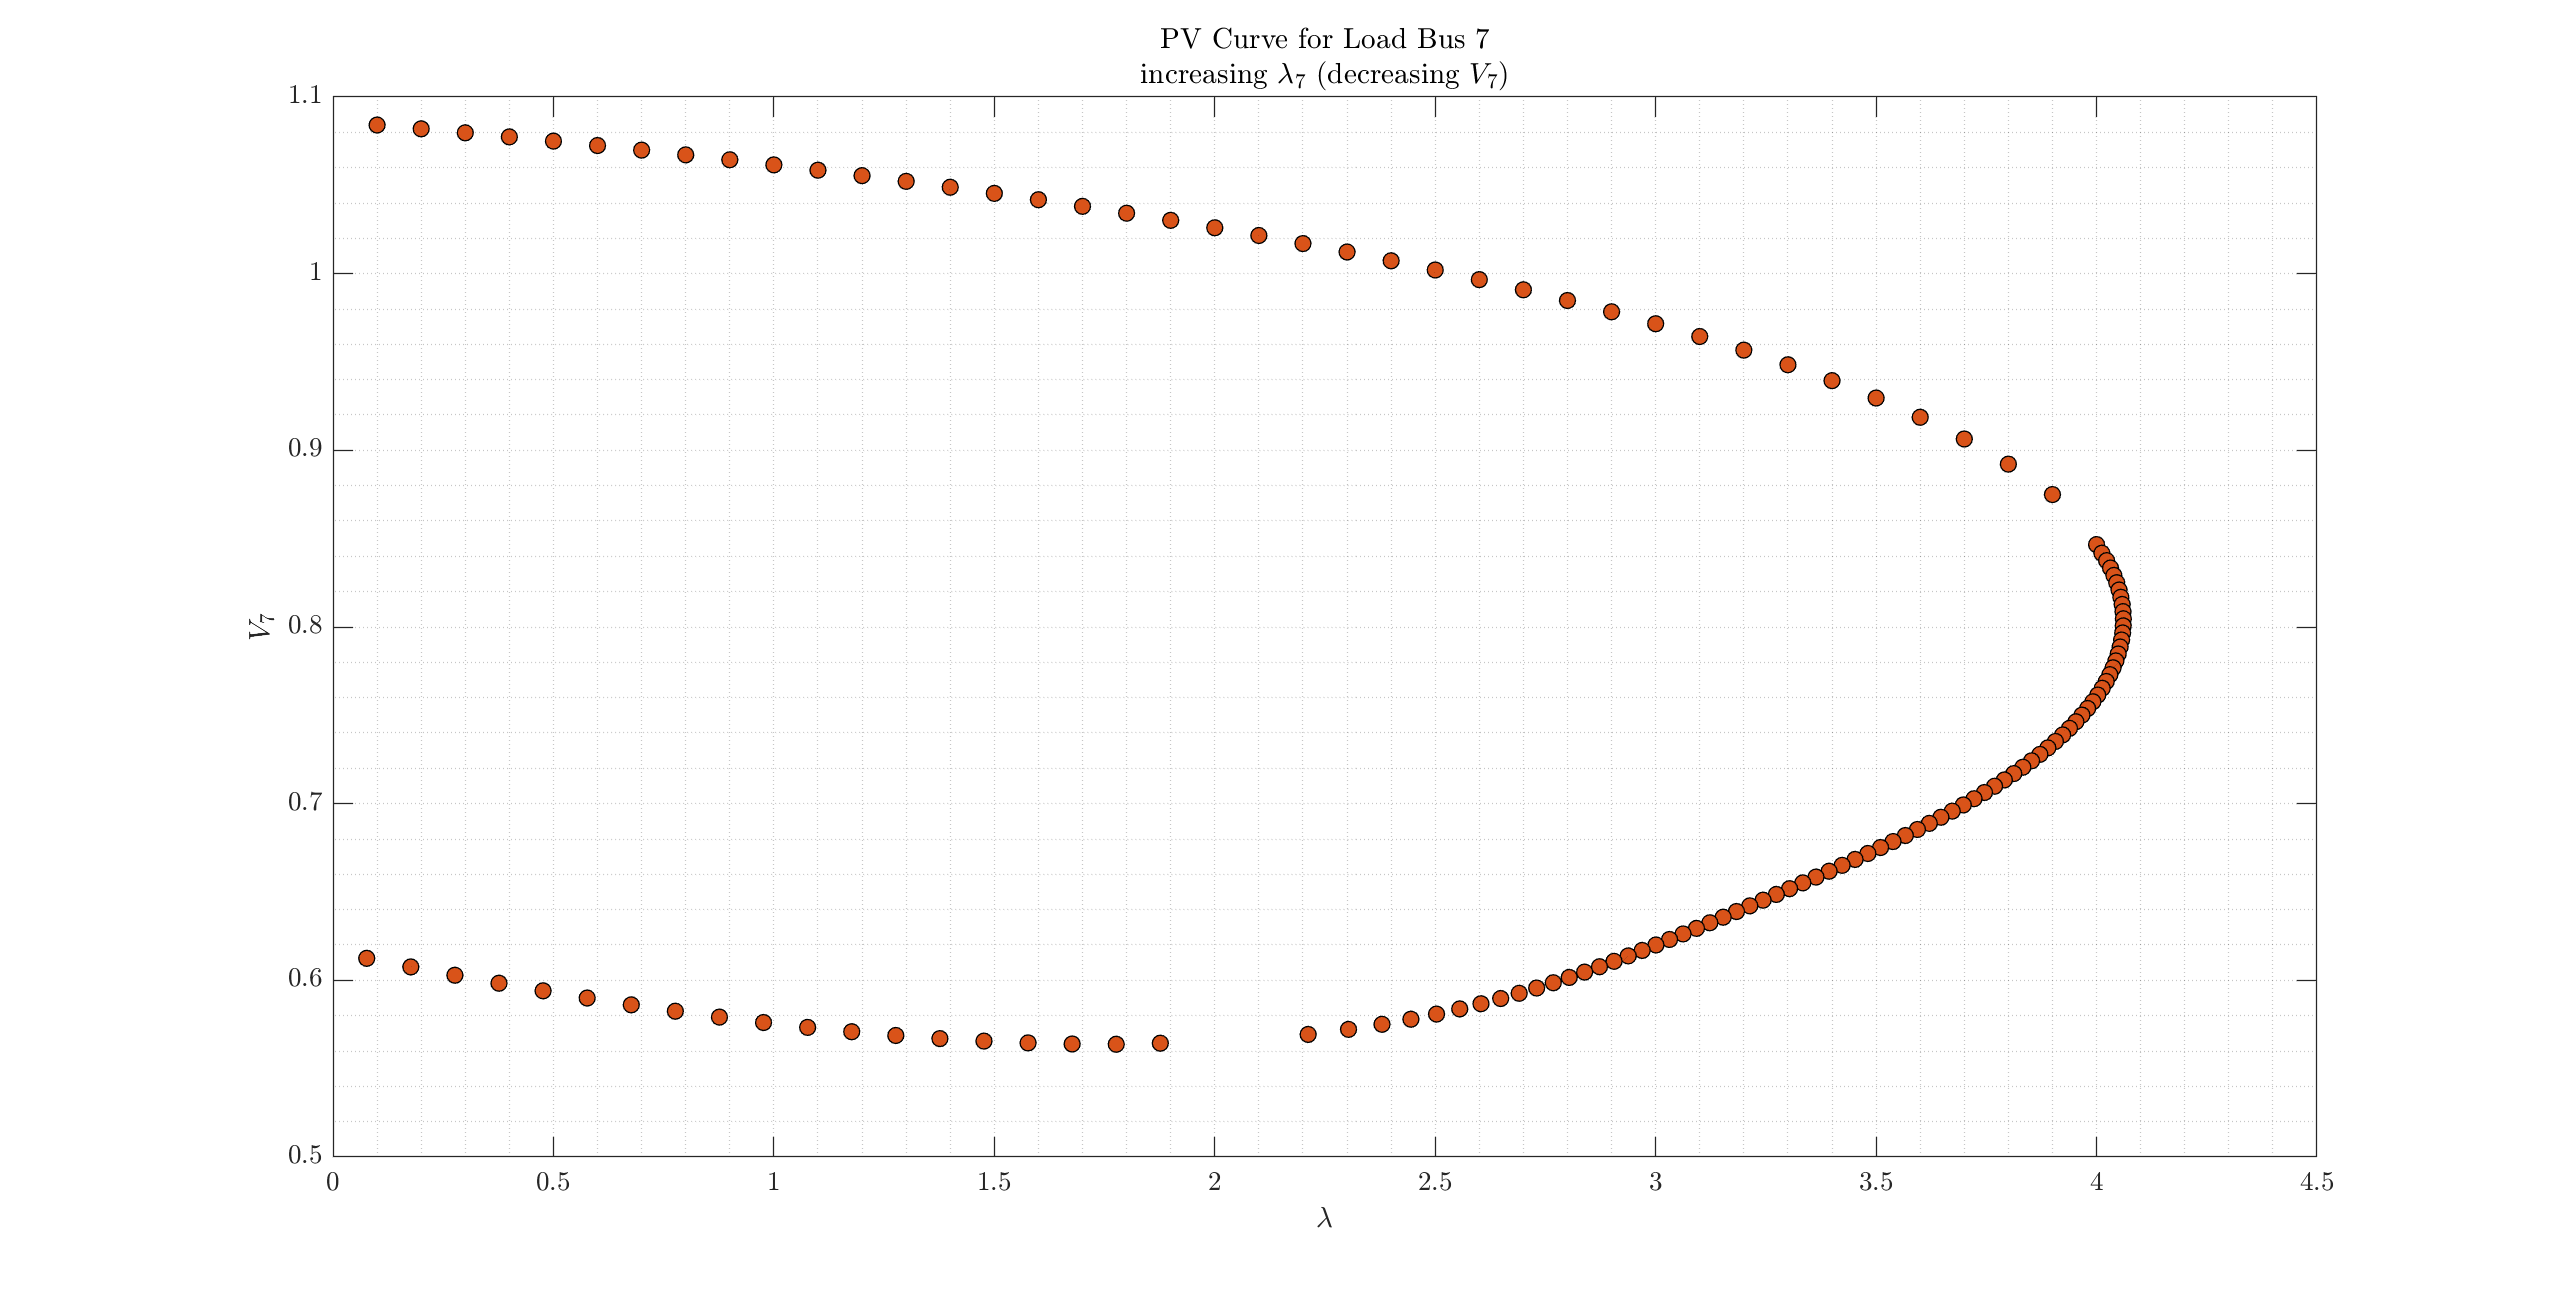 PV Curve for Load Bus 7
increasing λ₇ (decreasing V₇)
1.1
1
0.9
0.8
0.7
0.6
0.5
V₇
0 0.5 1 1.5 2 2.5 3 3.5 4 4.5
λ